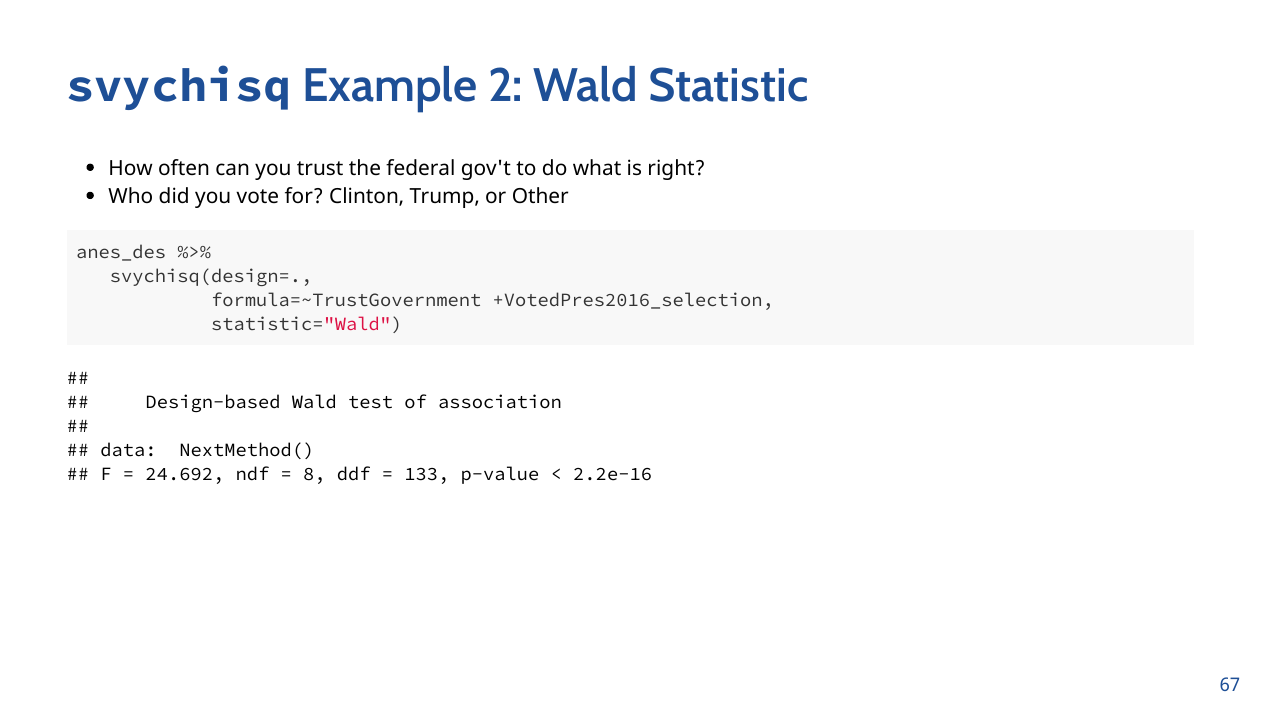 svychisq Example 2: Wald Statistic
• How often can you trust the federal gov't to do what is right?
• Who did you vote for? Clinton, Trump, or Other
anes_des %>%
   svychisq(design=.,
            formula=~TrustGovernment +VotedPres2016_selection,
            statistic="Wald")
##
##     Design-based Wald test of association
##
## data:  NextMethod()
## F = 24.692, ndf = 8, ddf = 133, p-value < 2.2e-16
67